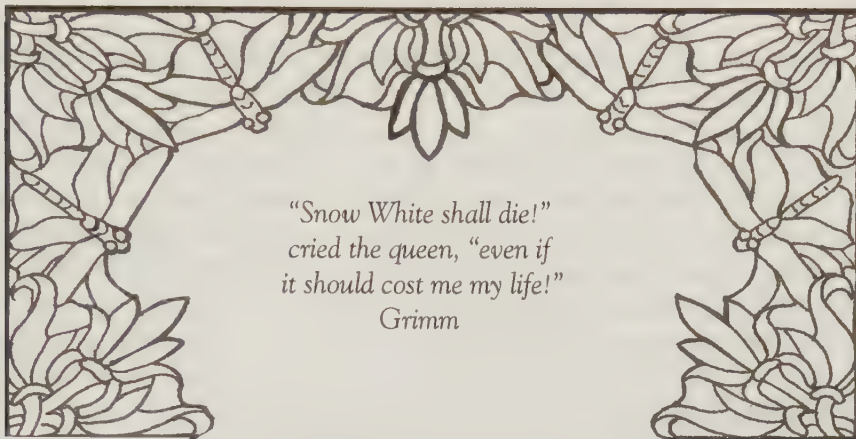 “Snow White shall die!”
cried the queen, “even if
it should cost me my life!”
Grimm